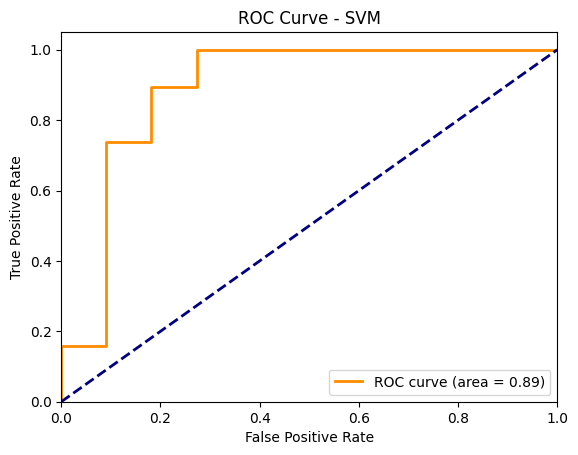 ROC Curve - SVM
True Positive Rate
1.0
0.8
0.6
0.4
0.2
0.0
0.0 0.2 0.4 0.6 0.8 1.0
False Positive Rate
ROC curve (area = 0.89)